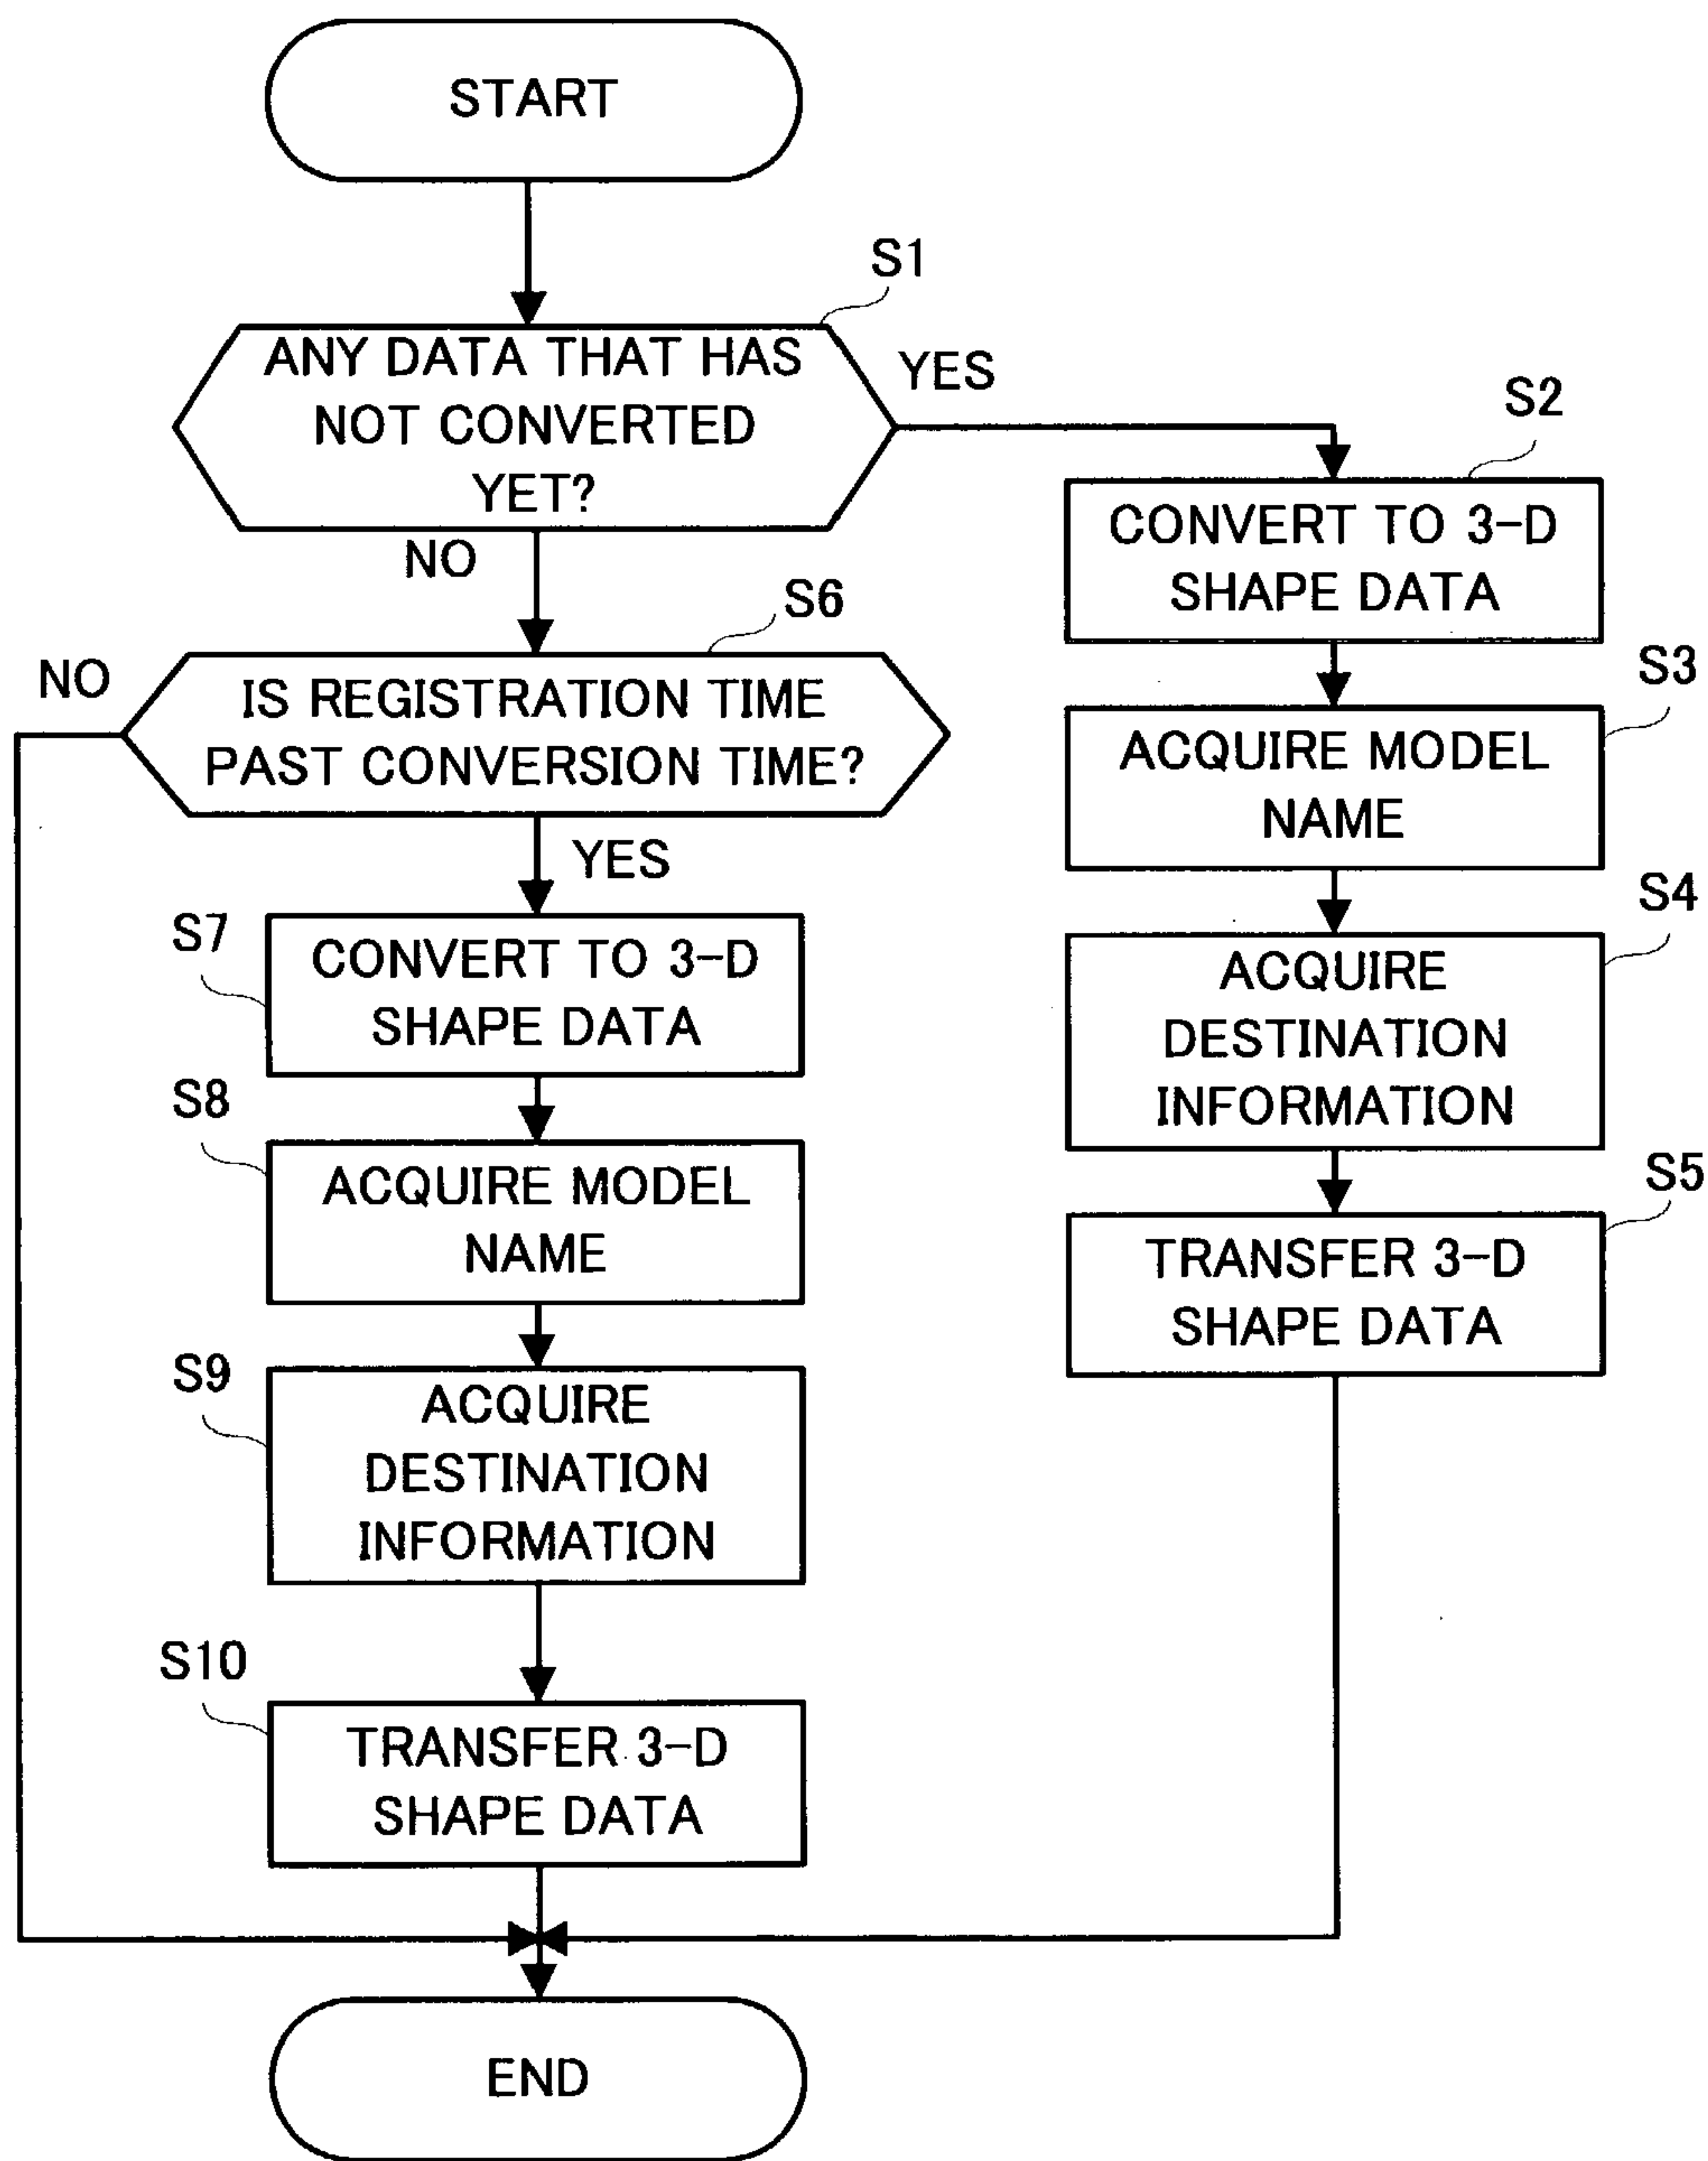 START
S1
ANY DATA THAT HAS
NOT CONVERTED
YET?
YES
NO
S2
CONVERT TO 3-D
SHAPE DATA
S3
ACQUIRE MODEL
NAME
S4
ACQUIRE
DESTINATION
INFORMATION
S5
TRANSFER 3-D
SHAPE DATA
S6
NO
IS REGISTRATION TIME
PAST CONVERSION TIME?
YES
S7
CONVERT TO 3-D
SHAPE DATA
S8
ACQUIRE MODEL
NAME
S9
ACQUIRE
DESTINATION
INFORMATION
S10
TRANSFER 3-D
SHAPE DATA
END